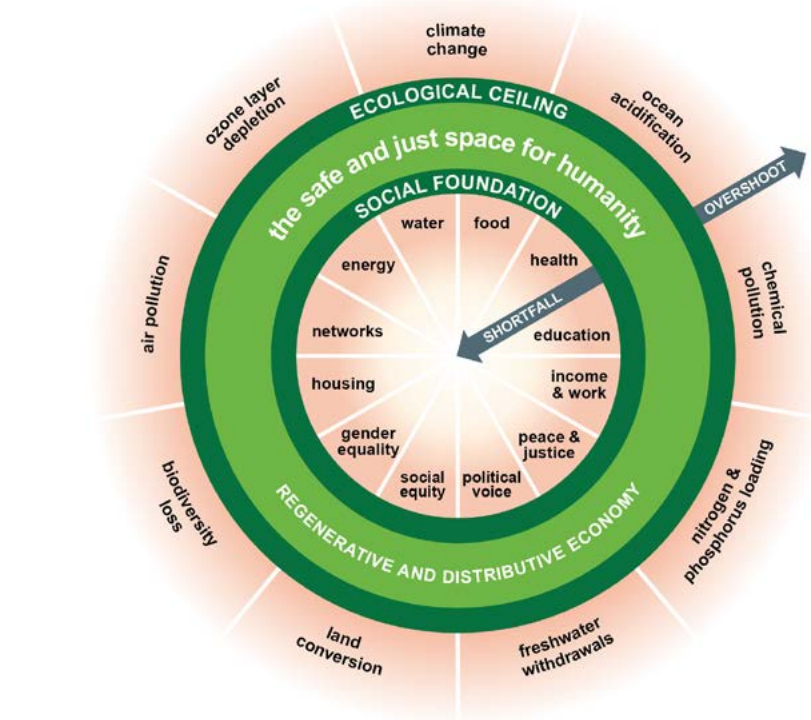 climate
change
ocean
acidification
OVERSHOOT
chemical
pollution
nitrogen &
phosphorus loading
freshwater
withdrawals
land
conversion
biodiversity
loss
air pollution
ozone layer
depletion
ECOLOGICAL CEILING
the safe and just space for humanity
SOCIAL FOUNDATION
water
food
health
SHORTFALL
education
income
& work
peace &
justice
political
voice
social
equity
gender
equality
housing
networks
energy
REGENERATIVE AND DISTRIBUTIVE ECONOMY